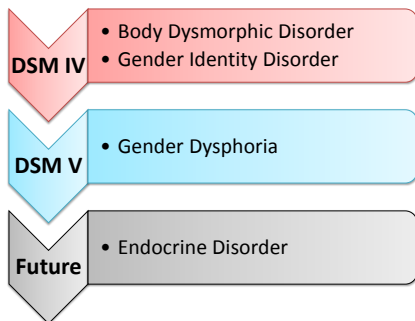 DSM IV
• Body Dysmorphic Disorder
• Gender Identity Disorder
DSM V
• Gender Dysphoria
Future
• Endocrine Disorder